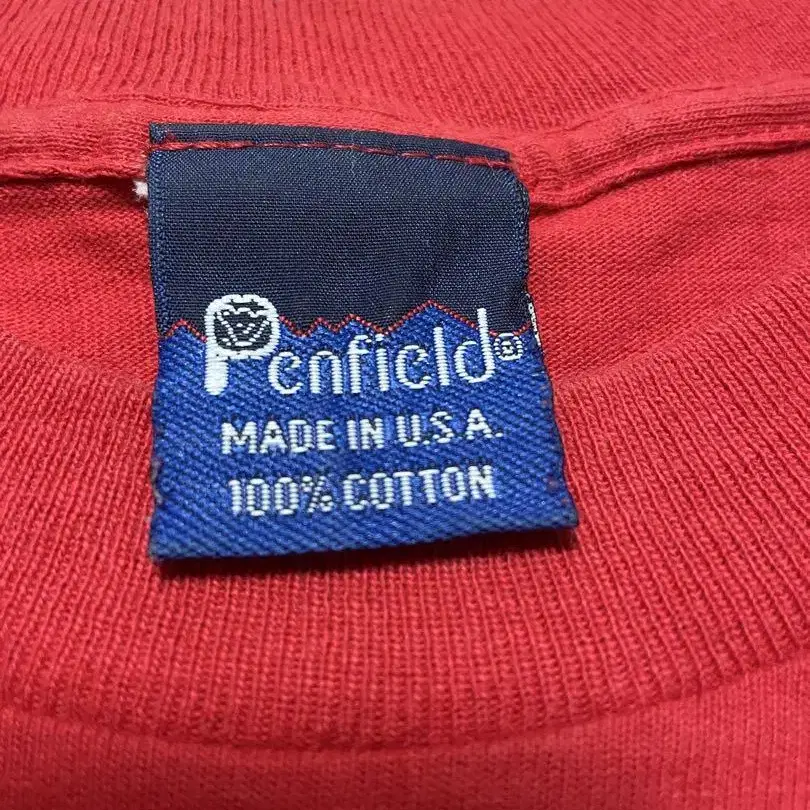 Penfield®
MADE IN U.S.A.
100% COTTON